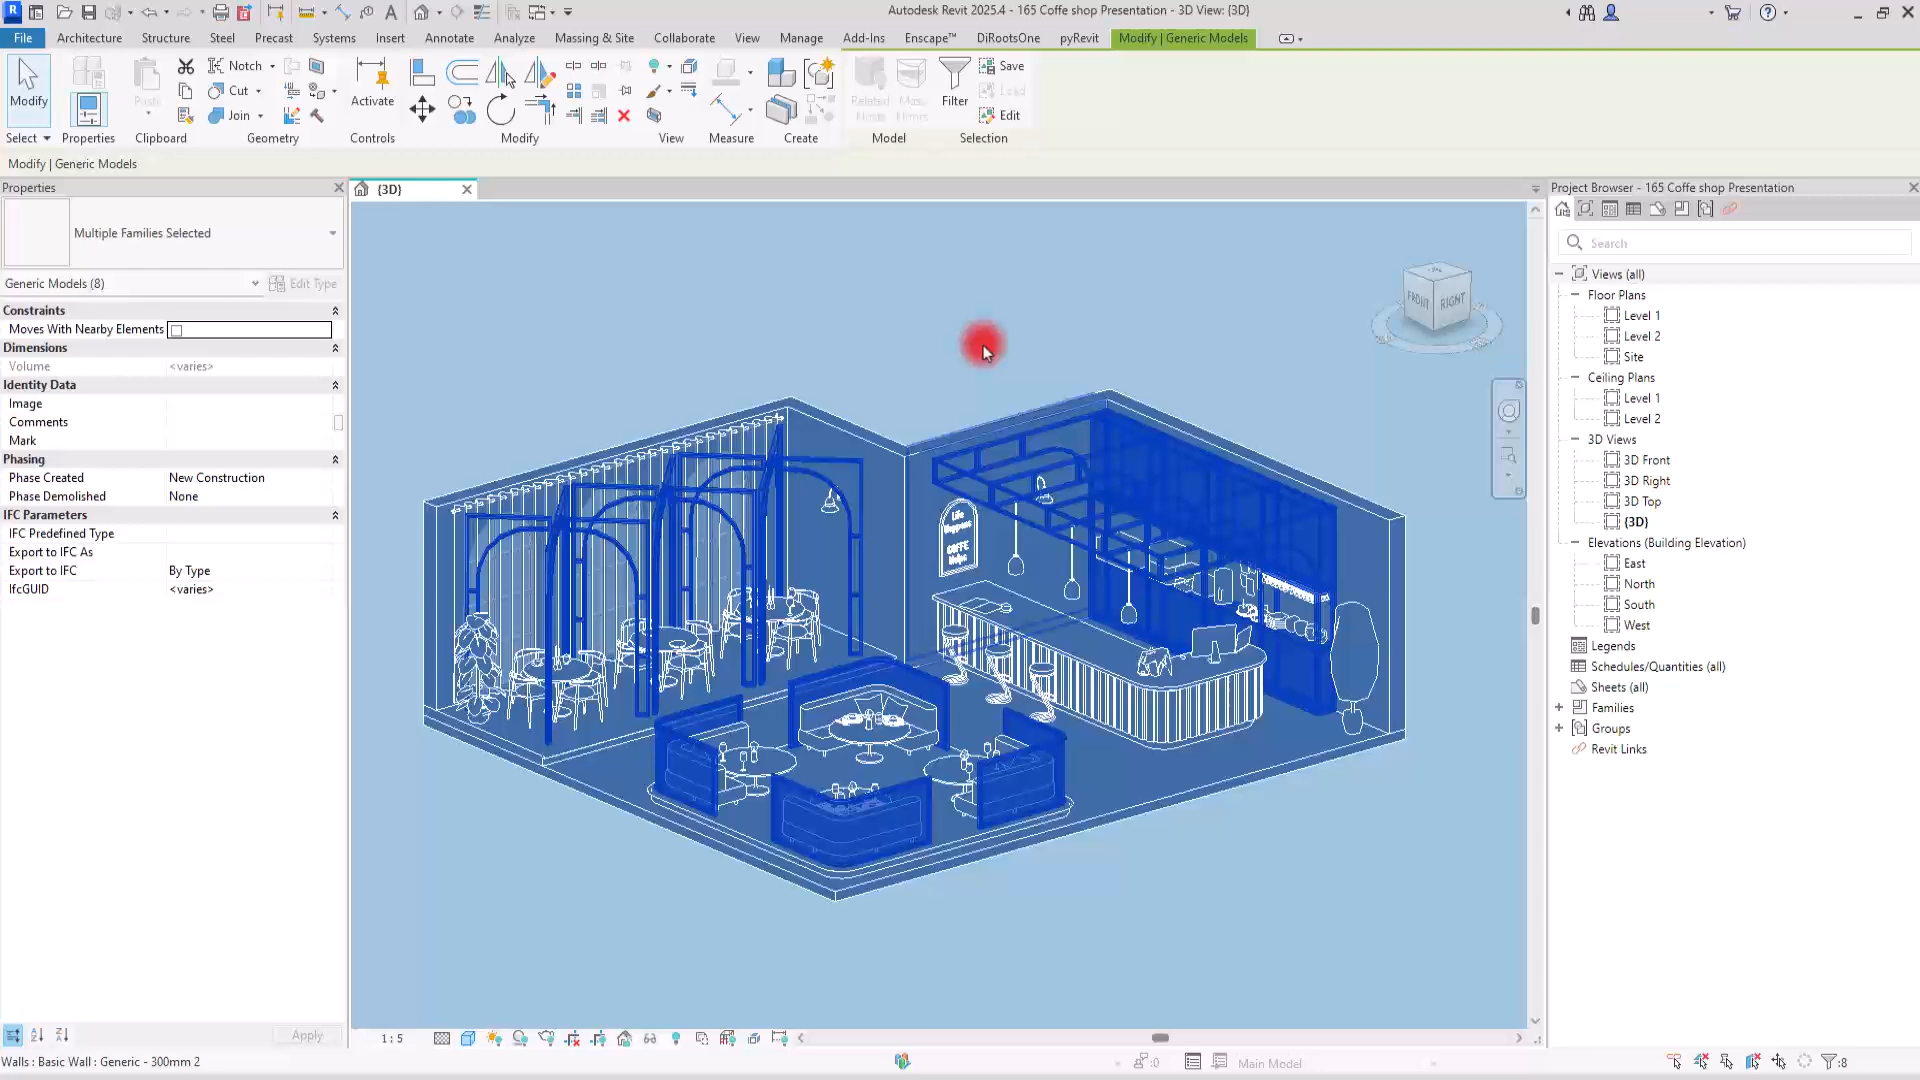 Autodesk Revit 2025.4 - 165 Coffe shop Presentation - 3D View: {3D}
File Architecture Structure Steel Precast Systems Insert Annotate Analyze Massing & Site Collaborate View Manage Add-Ins Enscape™ DiRootsOne pyRevit Modify | Generic Models
Modify
Paste
Notch
Cut
Join
Activate
Filter
Save
Load
Edit
Select Properties Clipboard Geometry Controls Modify View Measure Create Model Selection
Modify | Generic Models
Properties
Multiple Families Selected
Generic Models (8)
Edit Type
Constraints
Moves With Nearby Elements
Dimensions
Volume <varies>
Identity Data
Image
Comments
Mark
Phasing
Phase Created New Construction
Phase Demolished None
IFC Parameters
IFC Predefined Type
Export to IFC As
Export to IFC By Type
IfcGUID <varies>
Apply
{3D}
FRONT RIGHT
Life
Happens
COFFE
Helps
1 : 5
Project Browser - 165 Coffe shop Presentation
Search
Views (all)
Floor Plans
Level 1
Level 2
Site
Ceiling Plans
Level 1
Level 2
3D Views
3D Front
3D Right
3D Top
{3D}
Elevations (Building Elevation)
East
North
South
West
Legends
Schedules/Quantities (all)
Sheets (all)
Families
Groups
Revit Links
Walls : Basic Wall : Generic - 300mm 2
:0
Main Model
:8